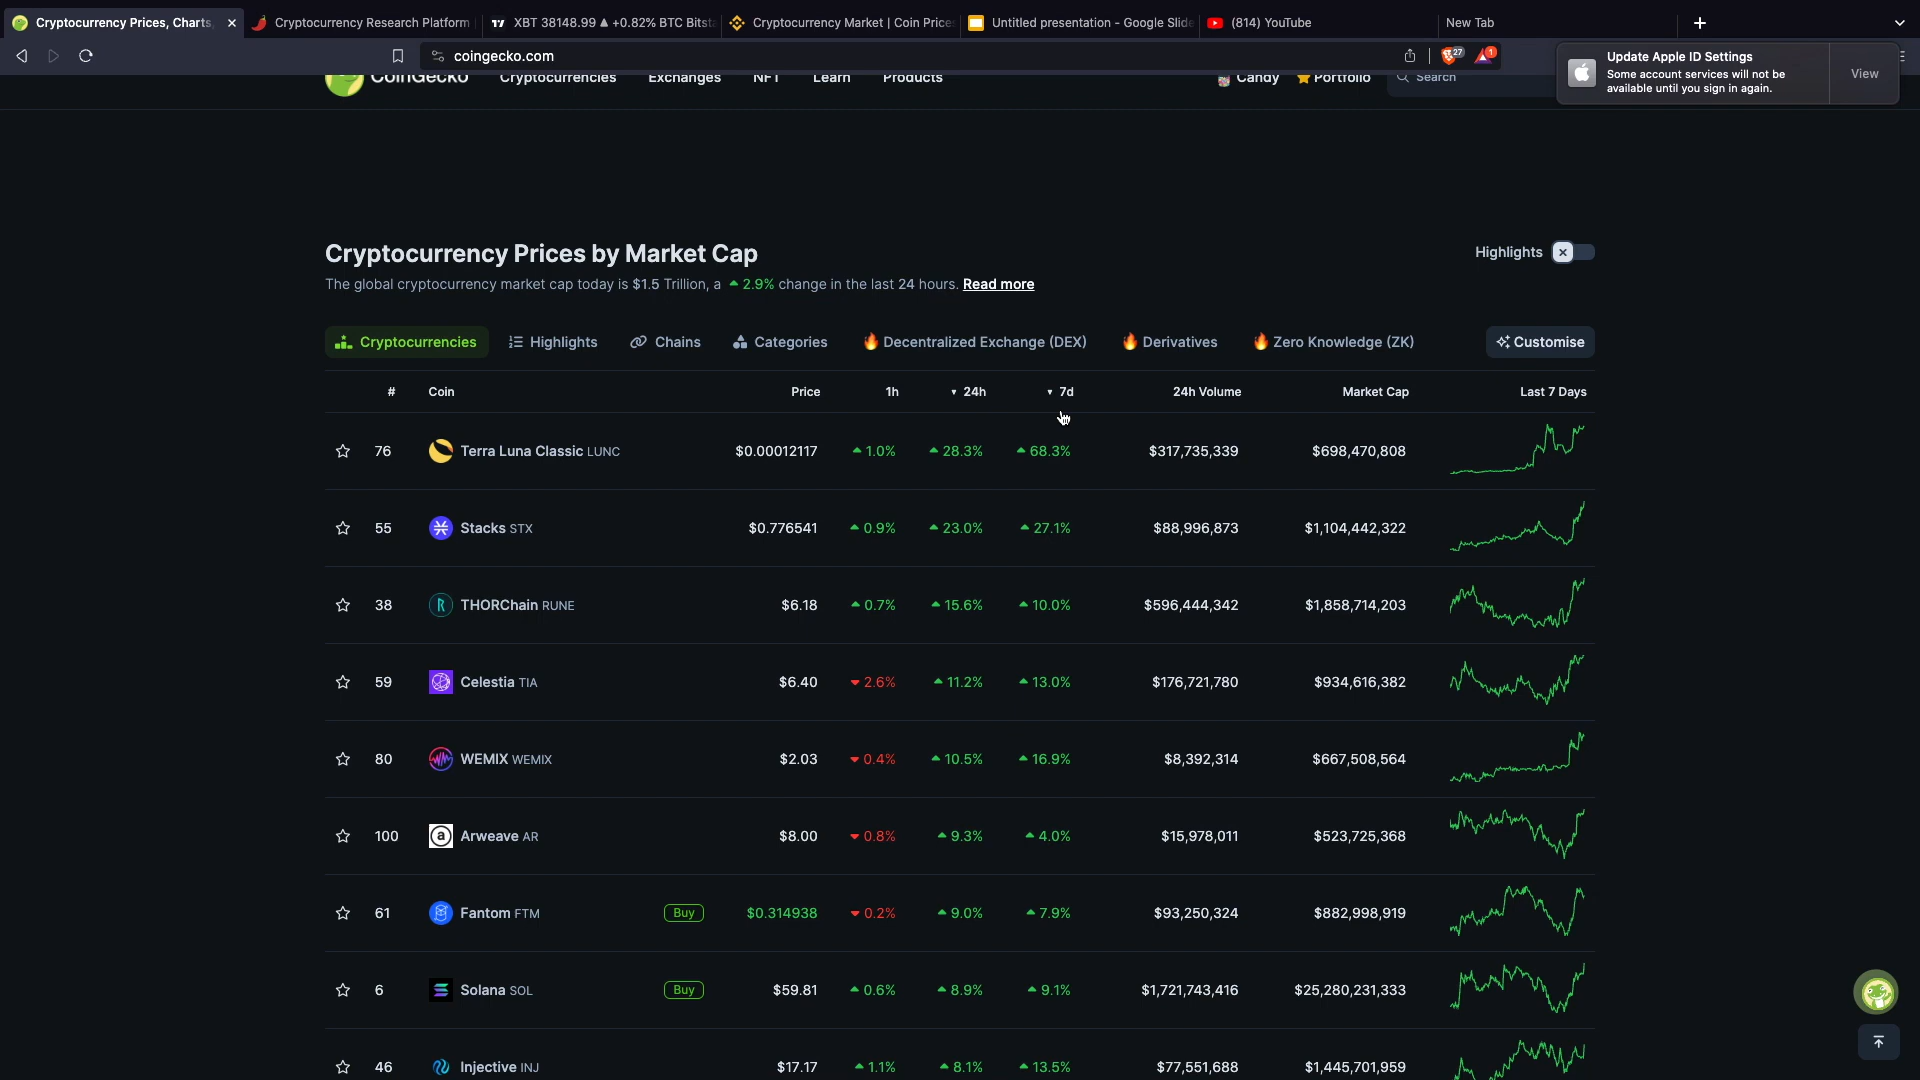 Cryptocurrency Prices, Charts, Cryptocurrency Research Platform XBT 38148.99 ▲ +0.82% BTC Bitsta Cryptocurrency Market | Coin Price Untitled presentation - Google Slide (814) YouTube New Tab
coingecko.com 27 1
Update Apple ID Settings
Some account services will not be
available until you sign in again.
View
CoinGecko Cryptocurrencies Exchanges NFT Learn Products Candy Portfolio Search
Cryptocurrency Prices by Market Cap Highlights
The global cryptocurrency market cap today is $1.5 Trillion, a ▲ 2.9% change in the last 24 hours. Read more
Cryptocurrencies Highlights Chains Categories 🔥 Decentralized Exchange (DEX) 🔥 Derivatives 🔥 Zero Knowledge (ZK) Customise
# Coin Price 1h ▼ 24h ▼ 7d 24h Volume Market Cap Last 7 Days
76 Terra Luna Classic LUNC $0.00012117 ▲ 1.0% ▲ 28.3% ▲ 68.3% $317,735,339 $698,470,808
55 Stacks STX $0.776541 ▲ 0.9% ▲ 23.0% ▲ 27.1% $88,996,873 $1,104,442,322
38 THORChain RUNE $6.18 ▲ 0.7% ▲ 15.6% ▲ 10.0% $596,444,342 $1,858,714,203
59 Celestia TIA $6.40 ▼ 2.6% ▲ 11.2% ▲ 13.0% $176,721,780 $934,616,382
80 WEMIX WEMIX $2.03 ▼ 0.4% ▲ 10.5% ▲ 16.9% $8,392,314 $667,508,564
100 Arweave AR $8.00 ▼ 0.8% ▲ 9.3% ▲ 4.0% $15,978,011 $523,725,368
61 Fantom FTM Buy $0.314938 ▼ 0.2% ▲ 9.0% ▲ 7.9% $93,250,324 $882,998,919
6 Solana SOL Buy $59.81 ▲ 0.6% ▲ 8.9% ▲ 9.1% $1,721,743,416 $25,280,231,333
46 Injective INJ $17.17 ▲ 1.1% ▲ 8.1% ▲ 13.5% $77,551,688 $1,445,701,959